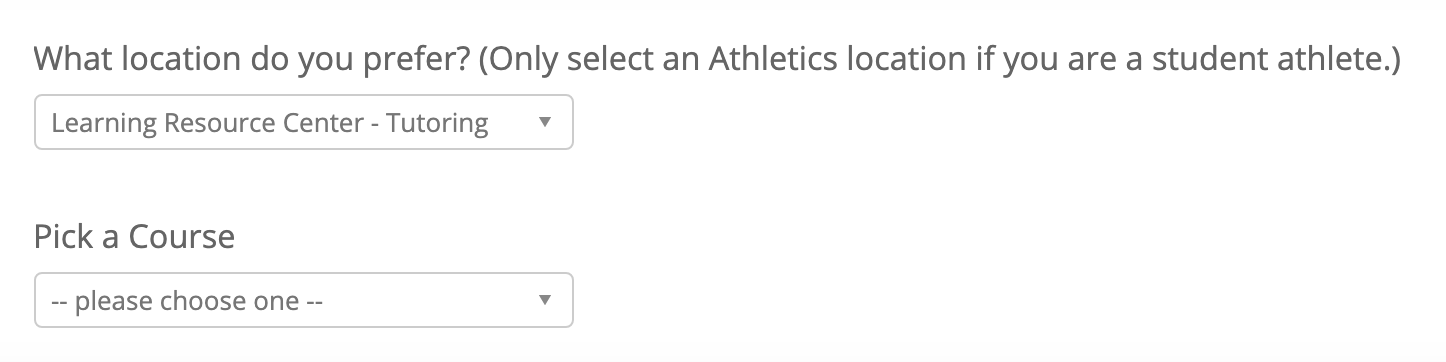 What location do you prefer? (Only select an Athletics location if you are a student athlete.)
Learning Resource Center - Tutoring
Pick a Course
-- please choose one --